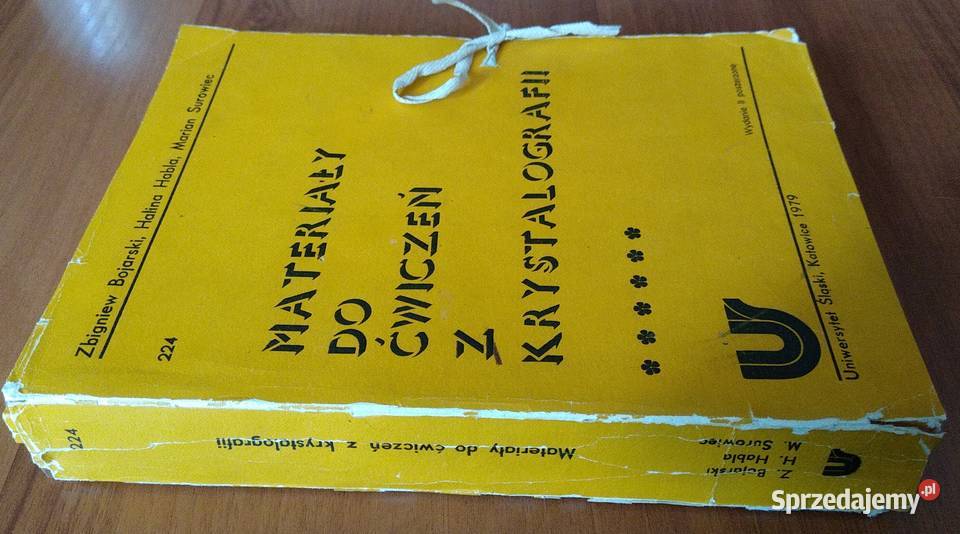 Zbigniew Bojarski, Halina Habla, Marian Surowiec
224
MATERIAŁY
DO
ĆWICZEŃ
Z
KRYSTALOGRAFII
Wydanie II poszerzone
Uniwersytet Śląski, Katowice 1979
224
Materiały do ćwiczeń z krystalografii
Z. Bojarski
H. Habla
M. Surowiec
Sprzedajemy.pl